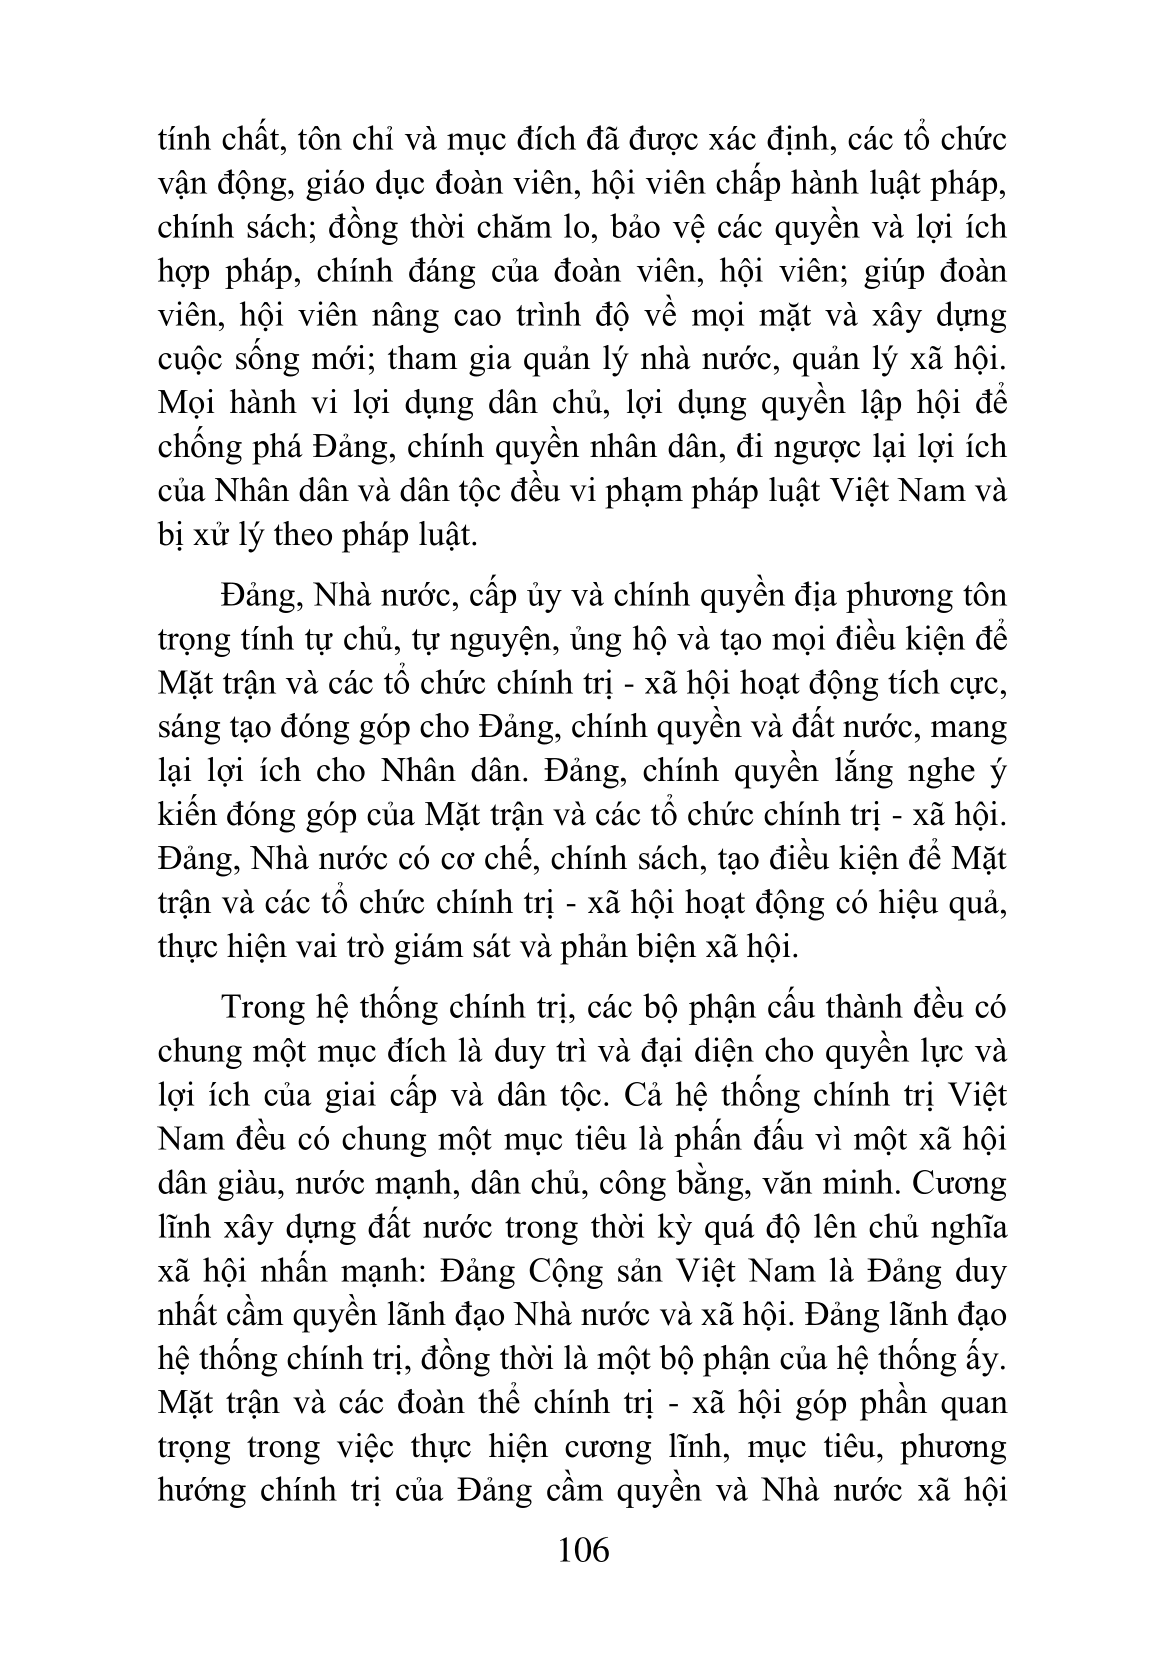 tính chất, tôn chỉ và mục đích đã được xác định, các tổ chức
vận động, giáo dục đoàn viên, hội viên chấp hành luật pháp,
chính sách; đồng thời chăm lo, bảo vệ các quyền và lợi ích
hợp pháp, chính đáng của đoàn viên, hội viên; giúp đoàn
viên, hội viên nâng cao trình độ về mọi mặt và xây dựng
cuộc sống mới; tham gia quản lý nhà nước, quản lý xã hội.
Mọi hành vi lợi dụng dân chủ, lợi dụng quyền lập hội để
chống phá Đảng, chính quyền nhân dân, đi ngược lại lợi ích
của Nhân dân và dân tộc đều vi phạm pháp luật Việt Nam và
bị xử lý theo pháp luật.
Đảng, Nhà nước, cấp ủy và chính quyền địa phương tôn
trọng tính tự chủ, tự nguyện, ủng hộ và tạo mọi điều kiện để
Mặt trận và các tổ chức chính trị - xã hội hoạt động tích cực,
sáng tạo đóng góp cho Đảng, chính quyền và đất nước, mang
lại lợi ích cho Nhân dân. Đảng, chính quyền lắng nghe ý
kiến đóng góp của Mặt trận và các tổ chức chính trị - xã hội.
Đảng, Nhà nước có cơ chế, chính sách, tạo điều kiện để Mặt
trận và các tổ chức chính trị - xã hội hoạt động có hiệu quả,
thực hiện vai trò giám sát và phản biện xã hội.
Trong hệ thống chính trị, các bộ phận cấu thành đều có
chung một mục đích là duy trì và đại diện cho quyền lực và
lợi ích của giai cấp và dân tộc. Cả hệ thống chính trị Việt
Nam đều có chung một mục tiêu là phấn đấu vì một xã hội
dân giàu, nước mạnh, dân chủ, công bằng, văn minh. Cương
lĩnh xây dựng đất nước trong thời kỳ quá độ lên chủ nghĩa
xã hội nhấn mạnh: Đảng Cộng sản Việt Nam là Đảng duy
nhất cầm quyền lãnh đạo Nhà nước và xã hội. Đảng lãnh đạo
hệ thống chính trị, đồng thời là một bộ phận của hệ thống ấy.
Mặt trận và các đoàn thể chính trị - xã hội góp phần quan
trọng trong việc thực hiện cương lĩnh, mục tiêu, phương
hướng chính trị của Đảng cầm quyền và Nhà nước xã hội
106